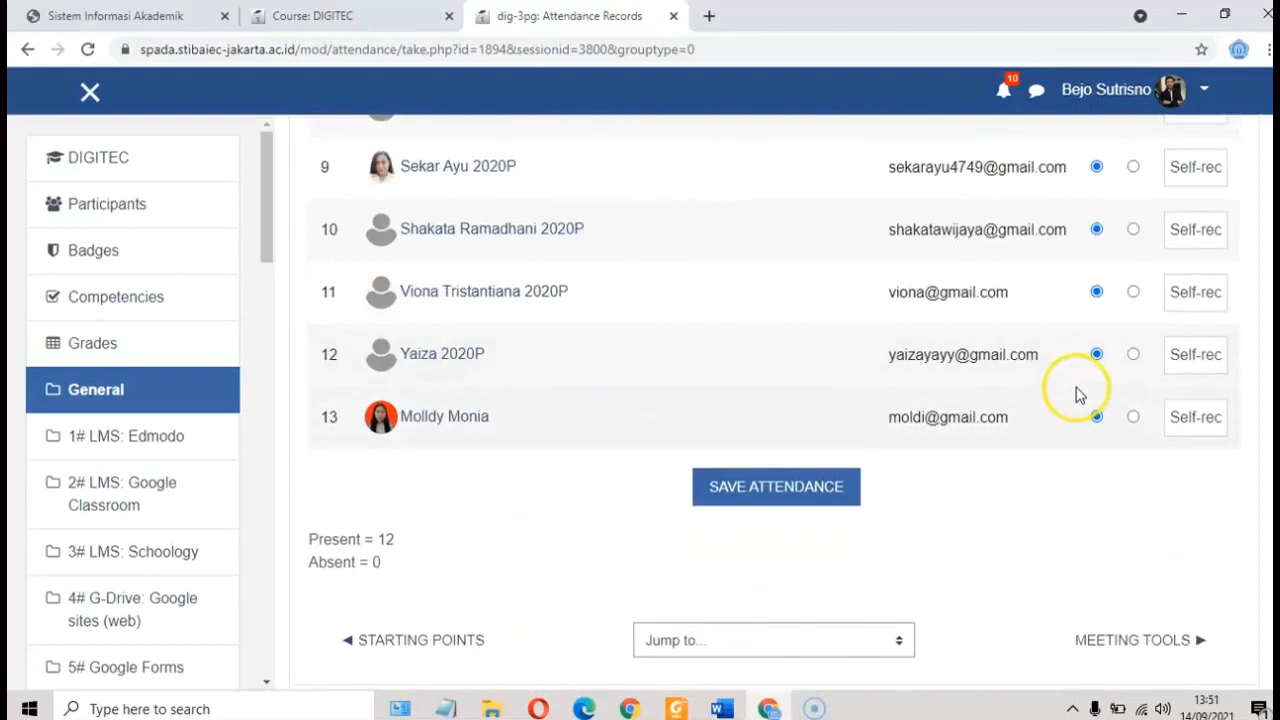 Sistem Informasi Akademik
Course: DIGITEC
dig-3pg: Attendance Records
spada.stibaiec-jakarta.ac.id/mod/attendance/take.php?id=1894&sessionid=3800&grouptype=0
10
Bejo Sutrisno
DIGITEC
Participants
Badges
Competencies
Grades
General
1# LMS: Edmodo
2# LMS: Google
Classroom
3# LMS: Schoology
4# G-Drive: Google
sites (web)
5# Google Forms
9 Sekar Ayu 2020P sekarayu4749@gmail.com Self-rec
10 Shakata Ramadhani 2020P shakatawijaya@gmail.com Self-rec
11 Viona Tristantiana 2020P viona@gmail.com Self-rec
12 Yaiza 2020P yaizayayy@gmail.com Self-rec
13 Molldy Monia moldi@gmail.com Self-rec
SAVE ATTENDANCE
Present = 12
Absent = 0
◀ STARTING POINTS
Jump to...
MEETING TOOLS ▶
Type here to search
13:51
14/09/2021